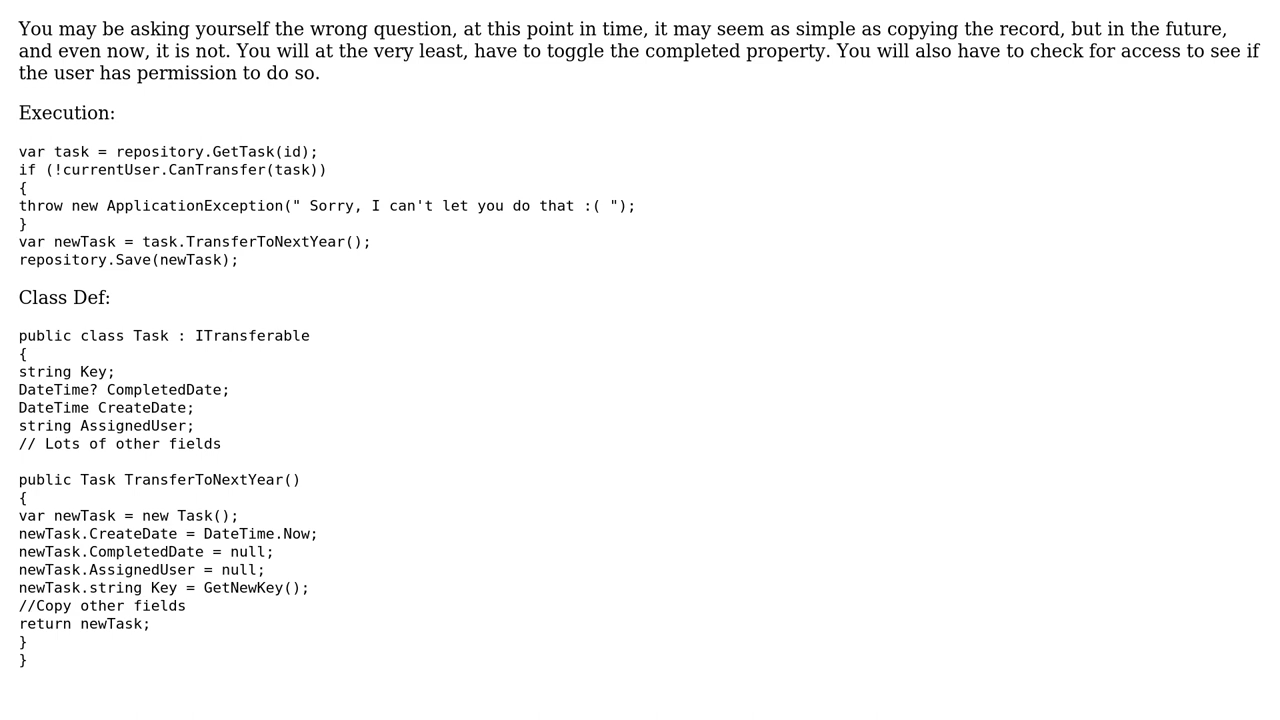 You may be asking yourself the wrong question, at this point in time, it may seem as simple as copying the record, but in the future,
and even now, it is not. You will at the very least, have to toggle the completed property. You will also have to check for access to see if
the user has permission to do so.
Execution:
var task = repository.GetTask(id);
if (!currentUser.CanTransfer(task))
{
throw new ApplicationException(" Sorry, I can't let you do that :( ");
}
var newTask = task.TransferToNextYear();
repository.Save(newTask);
Class Def:
public class Task : ITransferable
{
string Key;
DateTime? CompletedDate;
DateTime CreateDate;
string AssignedUser;
// Lots of other fields
public Task TransferToNextYear()
{
var newTask = new Task();
newTask.CreateDate = DateTime.Now;
newTask.CompletedDate = null;
newTask.AssignedUser = null;
newTask.string Key = GetNewKey();
//Copy other fields
return newTask;
}
}